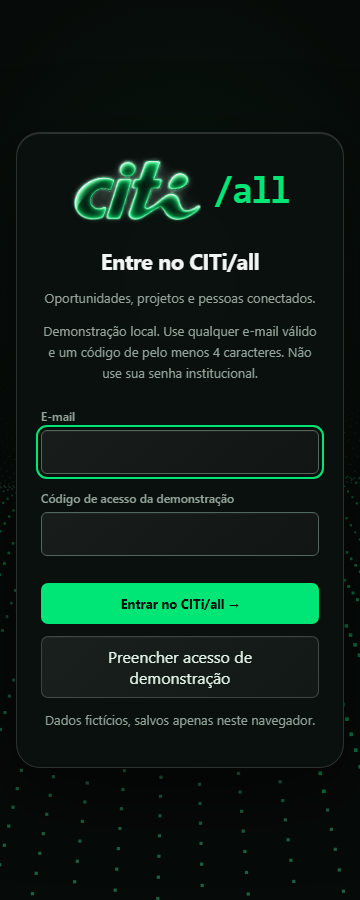 citi /all
Entre no CITi/all
Oportunidades, projetos e pessoas conectados.
Demonstração local. Use qualquer e-mail válido
e um código de pelo menos 4 caracteres. Não
use sua senha institucional.
E-mail
Código de acesso da demonstração
Entrar no CITi/all →
Preencher acesso de
demonstração
Dados fictícios, salvos apenas neste navegador.